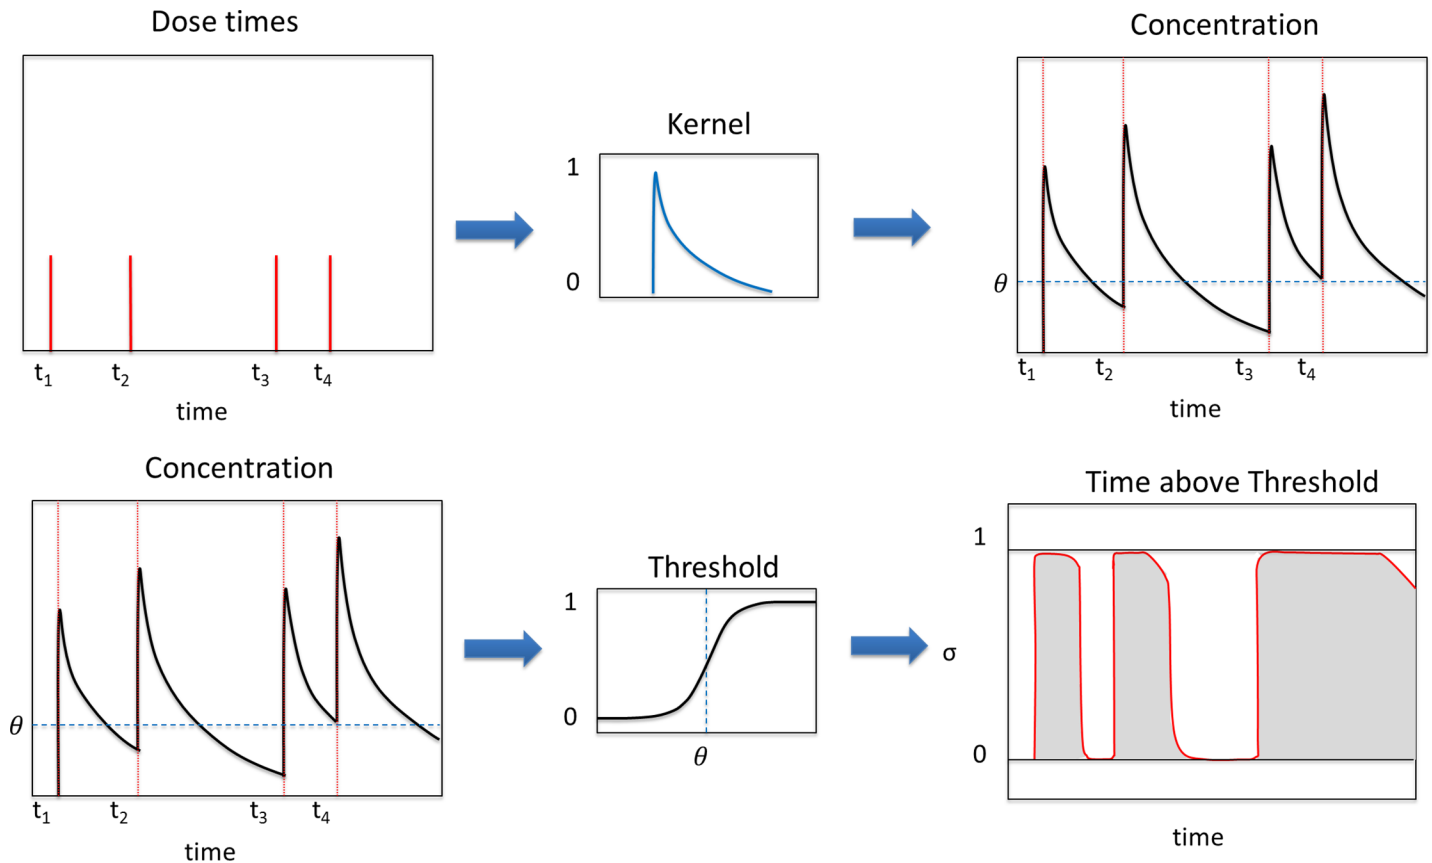 Dose times
t1 t2 t3 t4
time
Kernel
1
0
Concentration
θ
t1 t2 t3 t4
time
Concentration
θ
t1 t2 t3 t4
time
Threshold
1
0
θ
Time above Threshold
1
σ
0
time